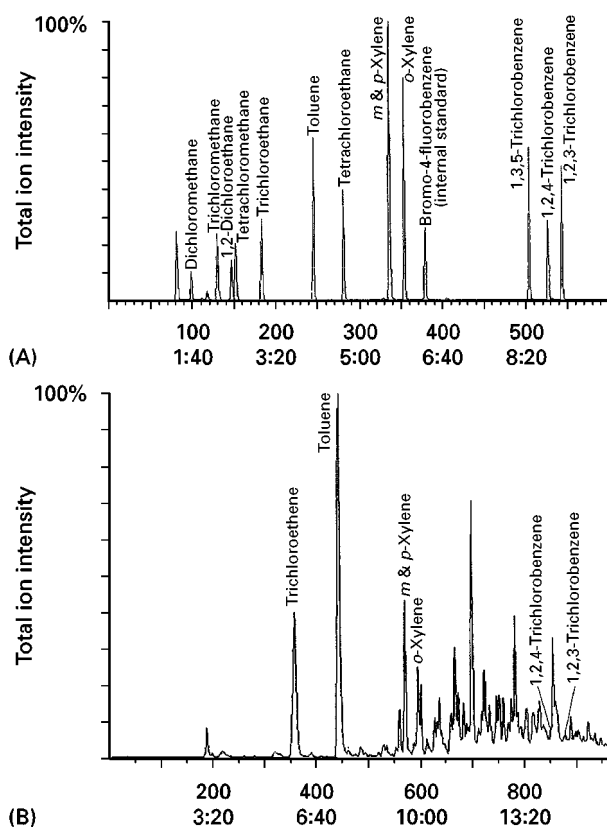 100%
Total ion intensity
Dichloromethane
Trichloromethane
1,2-Dichloroethane
Tetrachloromethane
Trichloroethane
Toluene
Tetrachloroethane
m & p-Xylene
o-Xylene
Bromo-4-fluorobenzene
(internal standard)
1,3,5-Trichlorobenzene
1,2,4-Trichlorobenzene
1,2,3-Trichlorobenzene
100 200 300 400 500
(A) 1:40 3:20 5:00 6:40 8:20
100%
Total ion intensity
Trichloroethene
Toluene
m & p-Xylene
o-Xylene
1,2,4-Trichlorobenzene
1,2,3-Trichlorobenzene
200 400 600 800
(B) 3:20 6:40 10:00 13:20